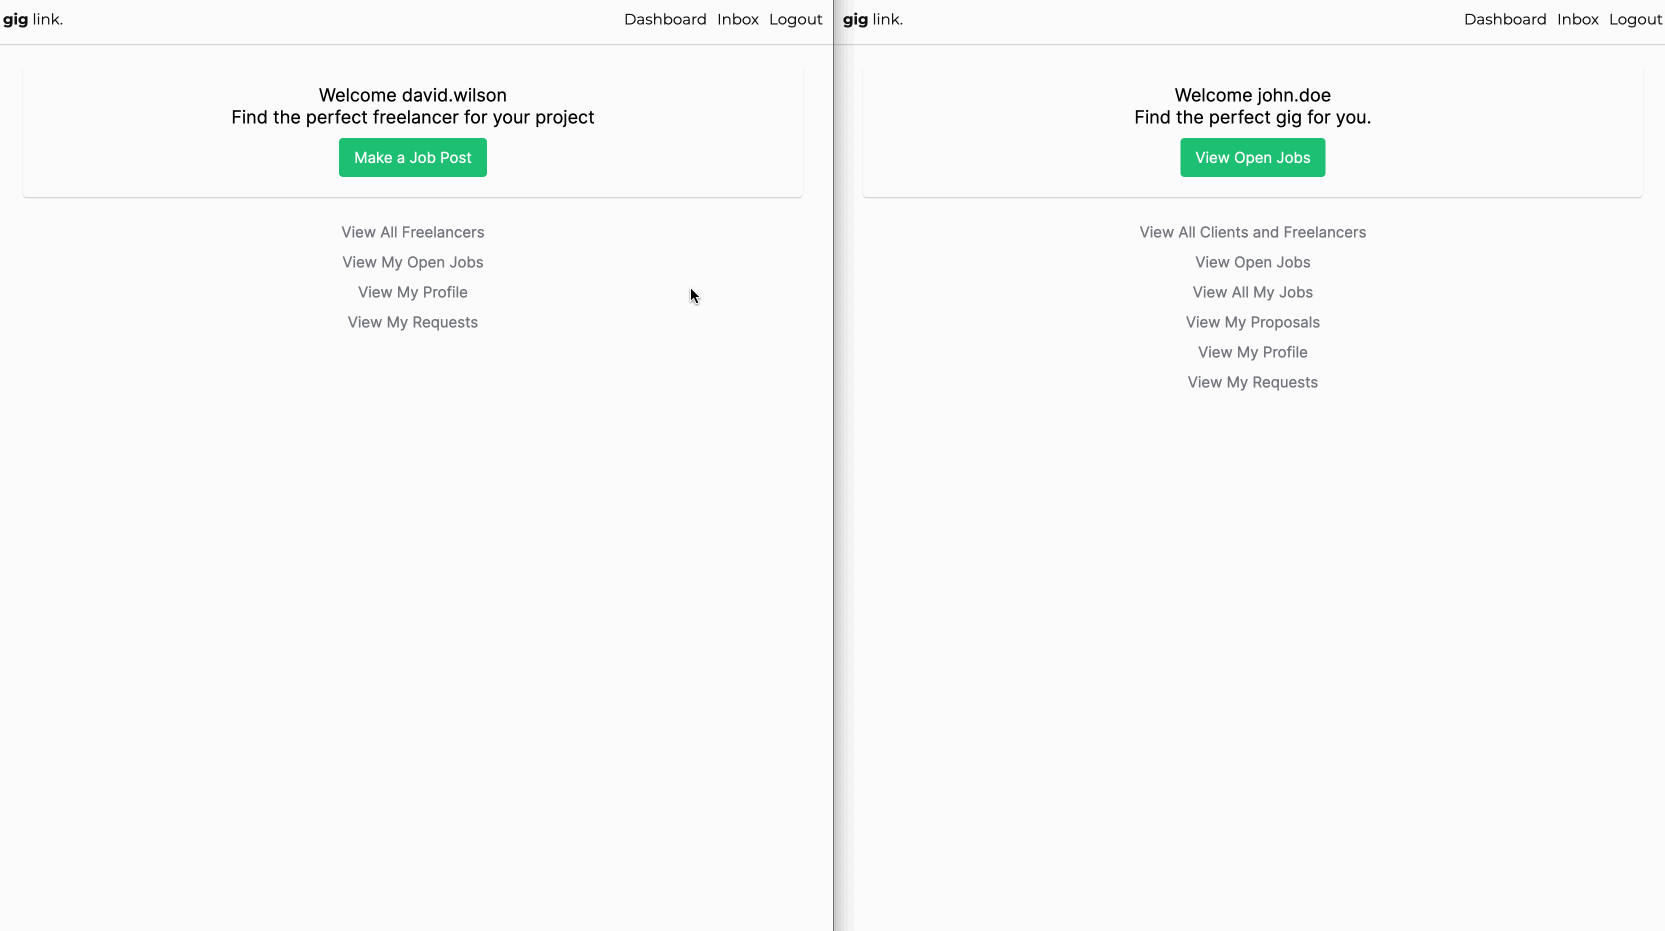 gig link.
Dashboard Inbox Logout
Welcome david.wilson
Find the perfect freelancer for your project
Make a Job Post
View All Freelancers
View My Open Jobs
View My Profile
View My Requests
gig link.
Dashboard Inbox Logout
Welcome john.doe
Find the perfect gig for you.
View Open Jobs
View All Clients and Freelancers
View Open Jobs
View All My Jobs
View My Proposals
View My Profile
View My Requests